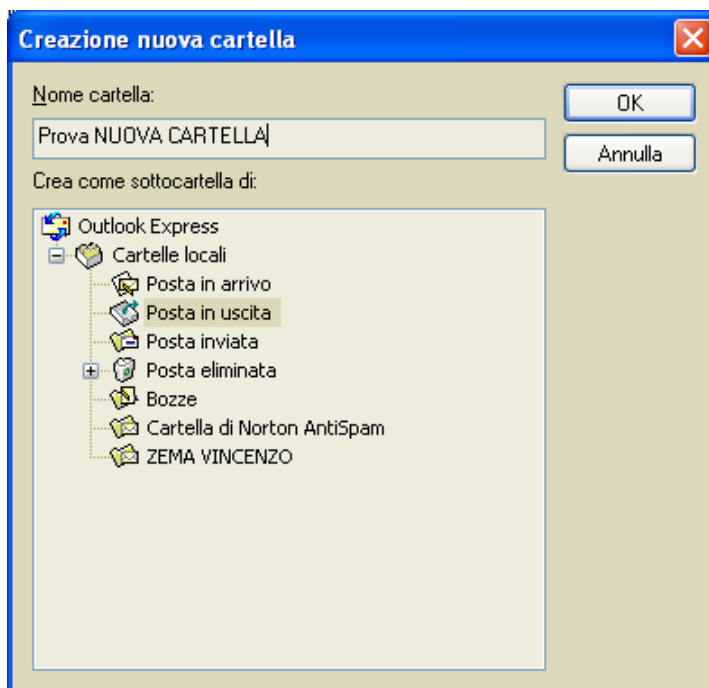 Creazione nuova cartella
Nome cartella:
OK
Prova NUOVA CARTELLA
Annulla
Crea come sottocartella di:
Outlook Express
Cartelle locali
Posta in arrivo
Posta in uscita
Posta inviata
Posta eliminata
Bozze
Cartella di Norton AntiSpam
ZEMA VINCENZO